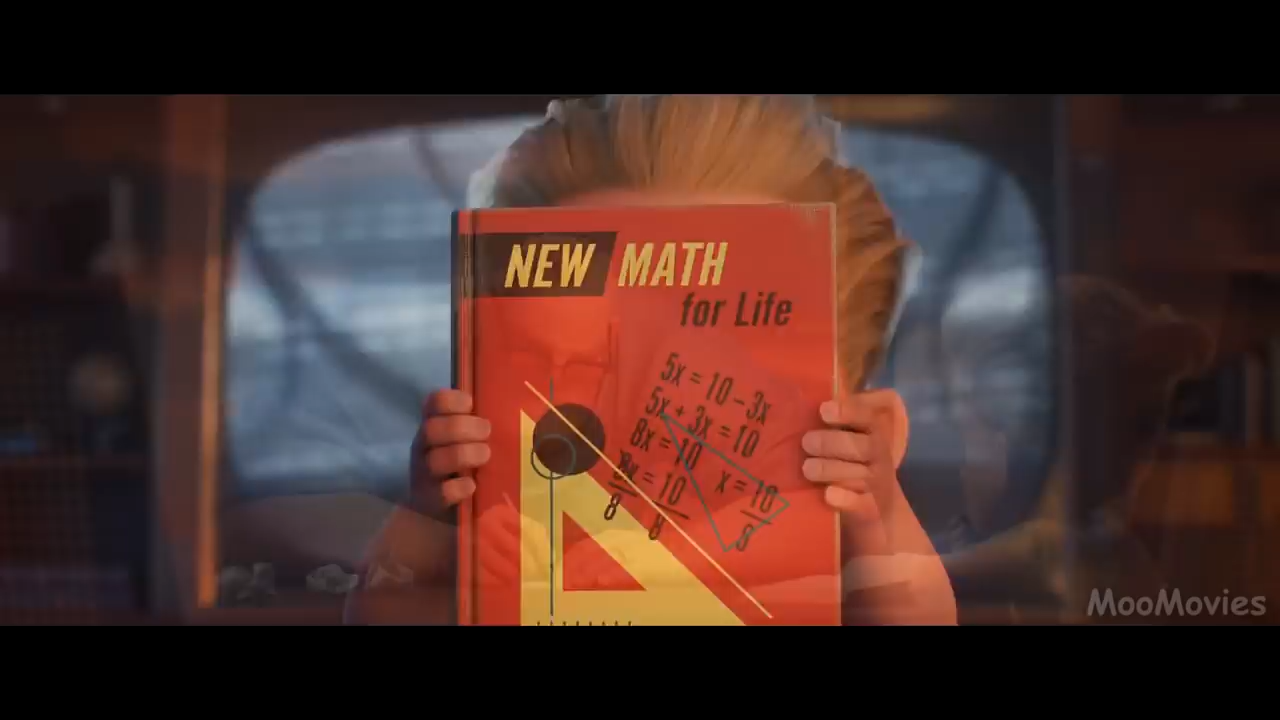 NEW MATH
for Life
5x = 10 – 3x
5x + 3x = 10
8x = 10
8x = 10 x = 10
8 8 8
MooMovies